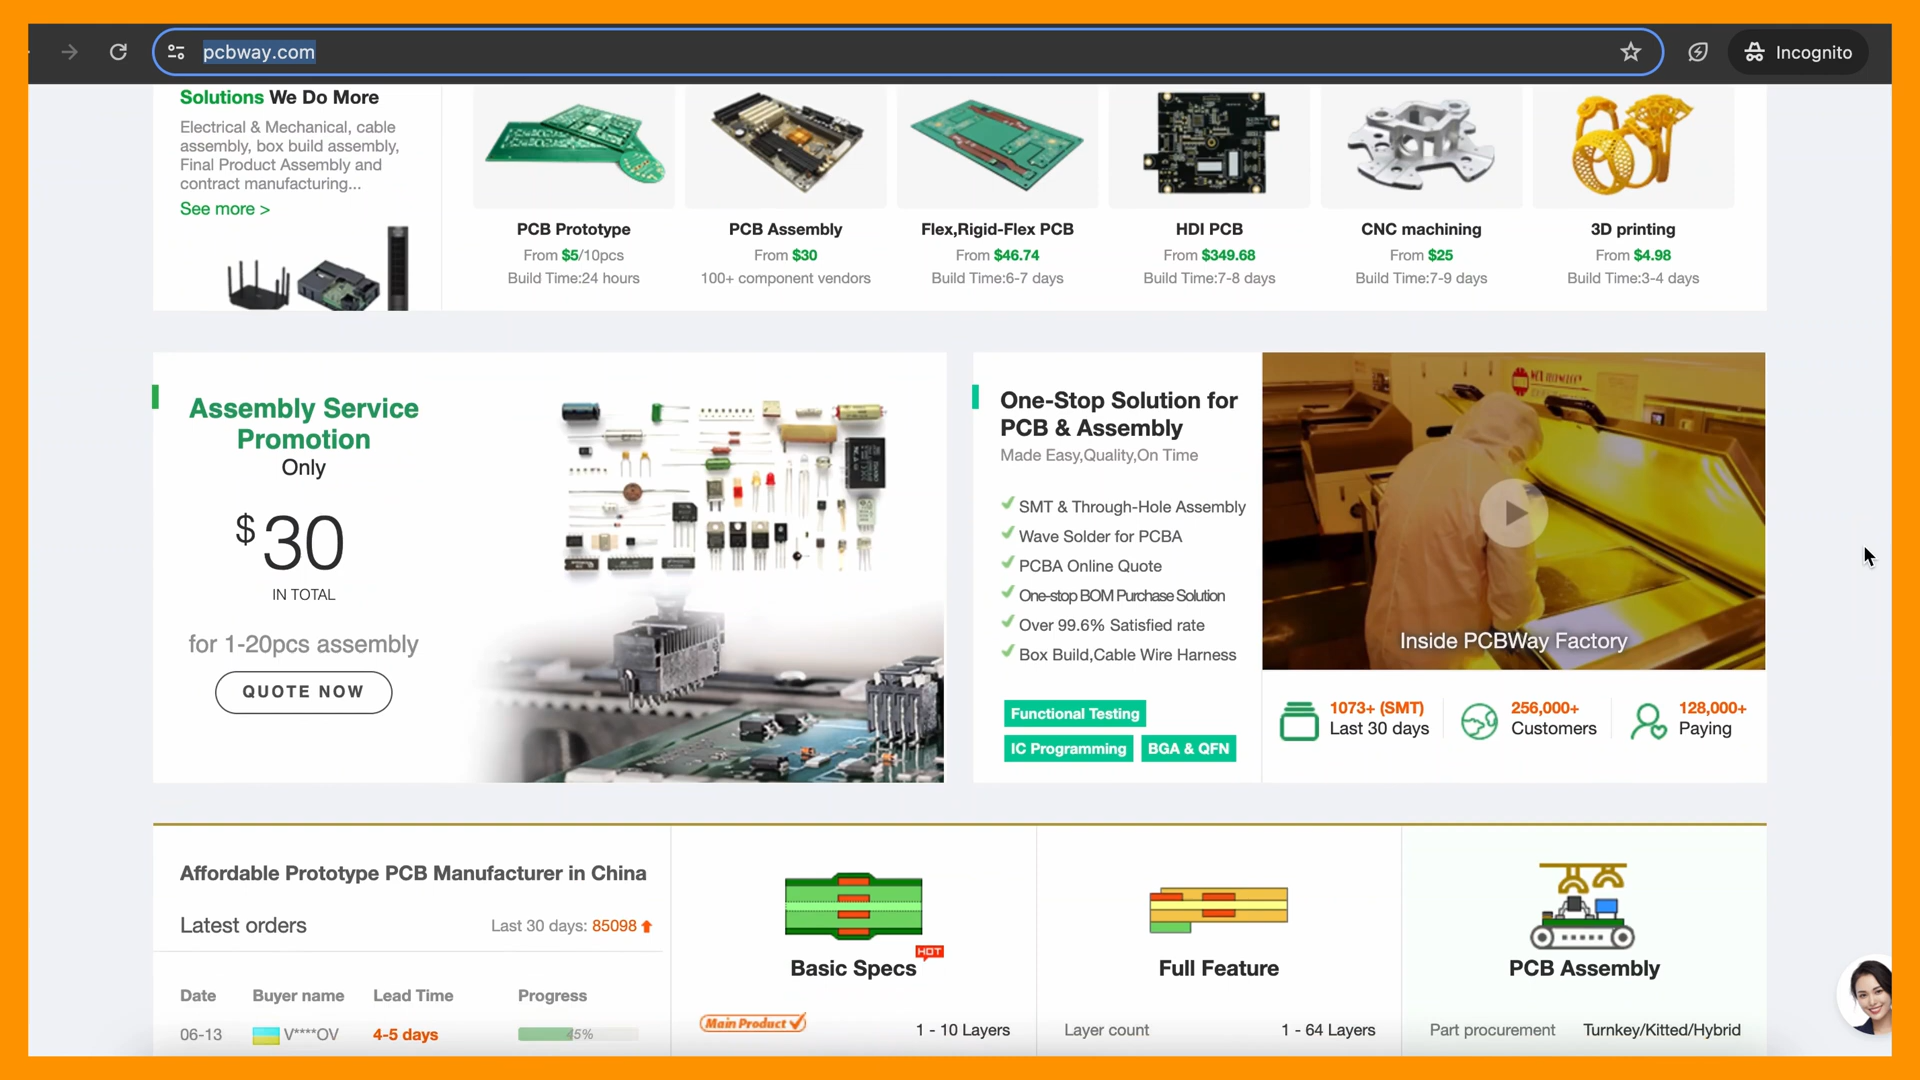 pcbway.com
Incognito
Solutions We Do More
Electrical & Mechanical, cable
assembly, box build assembly,
Final Product Assembly and
contract manufacturing...
See more >
PCB Prototype
From $5/10pcs
Build Time:24 hours
PCB Assembly
From $30
100+ component vendors
Flex,Rigid-Flex PCB
From $46.74
Build Time:6-7 days
HDI PCB
From $349.68
Build Time:7-8 days
CNC machining
From $25
Build Time:7-9 days
3D printing
From $4.98
Build Time:3-4 days
Assembly Service
Promotion
Only
$30
IN TOTAL
for 1-20pcs assembly
QUOTE NOW
One-Stop Solution for
PCB & Assembly
Made Easy,Quality,On Time
SMT & Through-Hole Assembly
Wave Solder for PCBA
PCBA Online Quote
One-stop BOM Purchase Solution
Over 99.6% Satisfied rate
Box Build,Cable Wire Harness
Functional Testing
IC Programming
BGA & QFN
Inside PCBWay Factory
1073+ (SMT)
Last 30 days
256,000+
Customers
128,000+
Paying
Affordable Prototype PCB Manufacturer in China
Latest orders
Last 30 days: 85098
Date Buyer name Lead Time Progress
06-13 V****OV 4-5 days 45%
HOT
Basic Specs
Main Product
1 - 10 Layers
Full Feature
Layer count 1 - 64 Layers
PCB Assembly
Part procurement Turnkey/Kitted/Hybrid